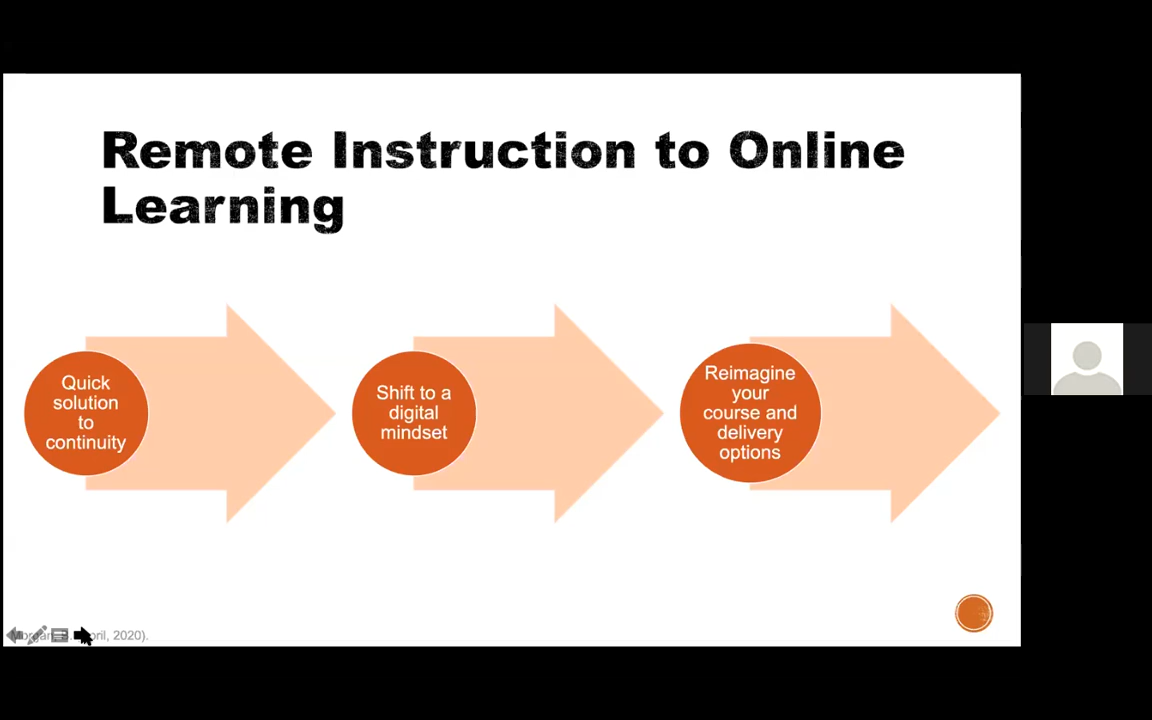 Remote Instruction to Online
Learning
Quick
solution
to
continuity
Shift to a
digital
mindset
Reimagine
your
course and
delivery
options
2020).